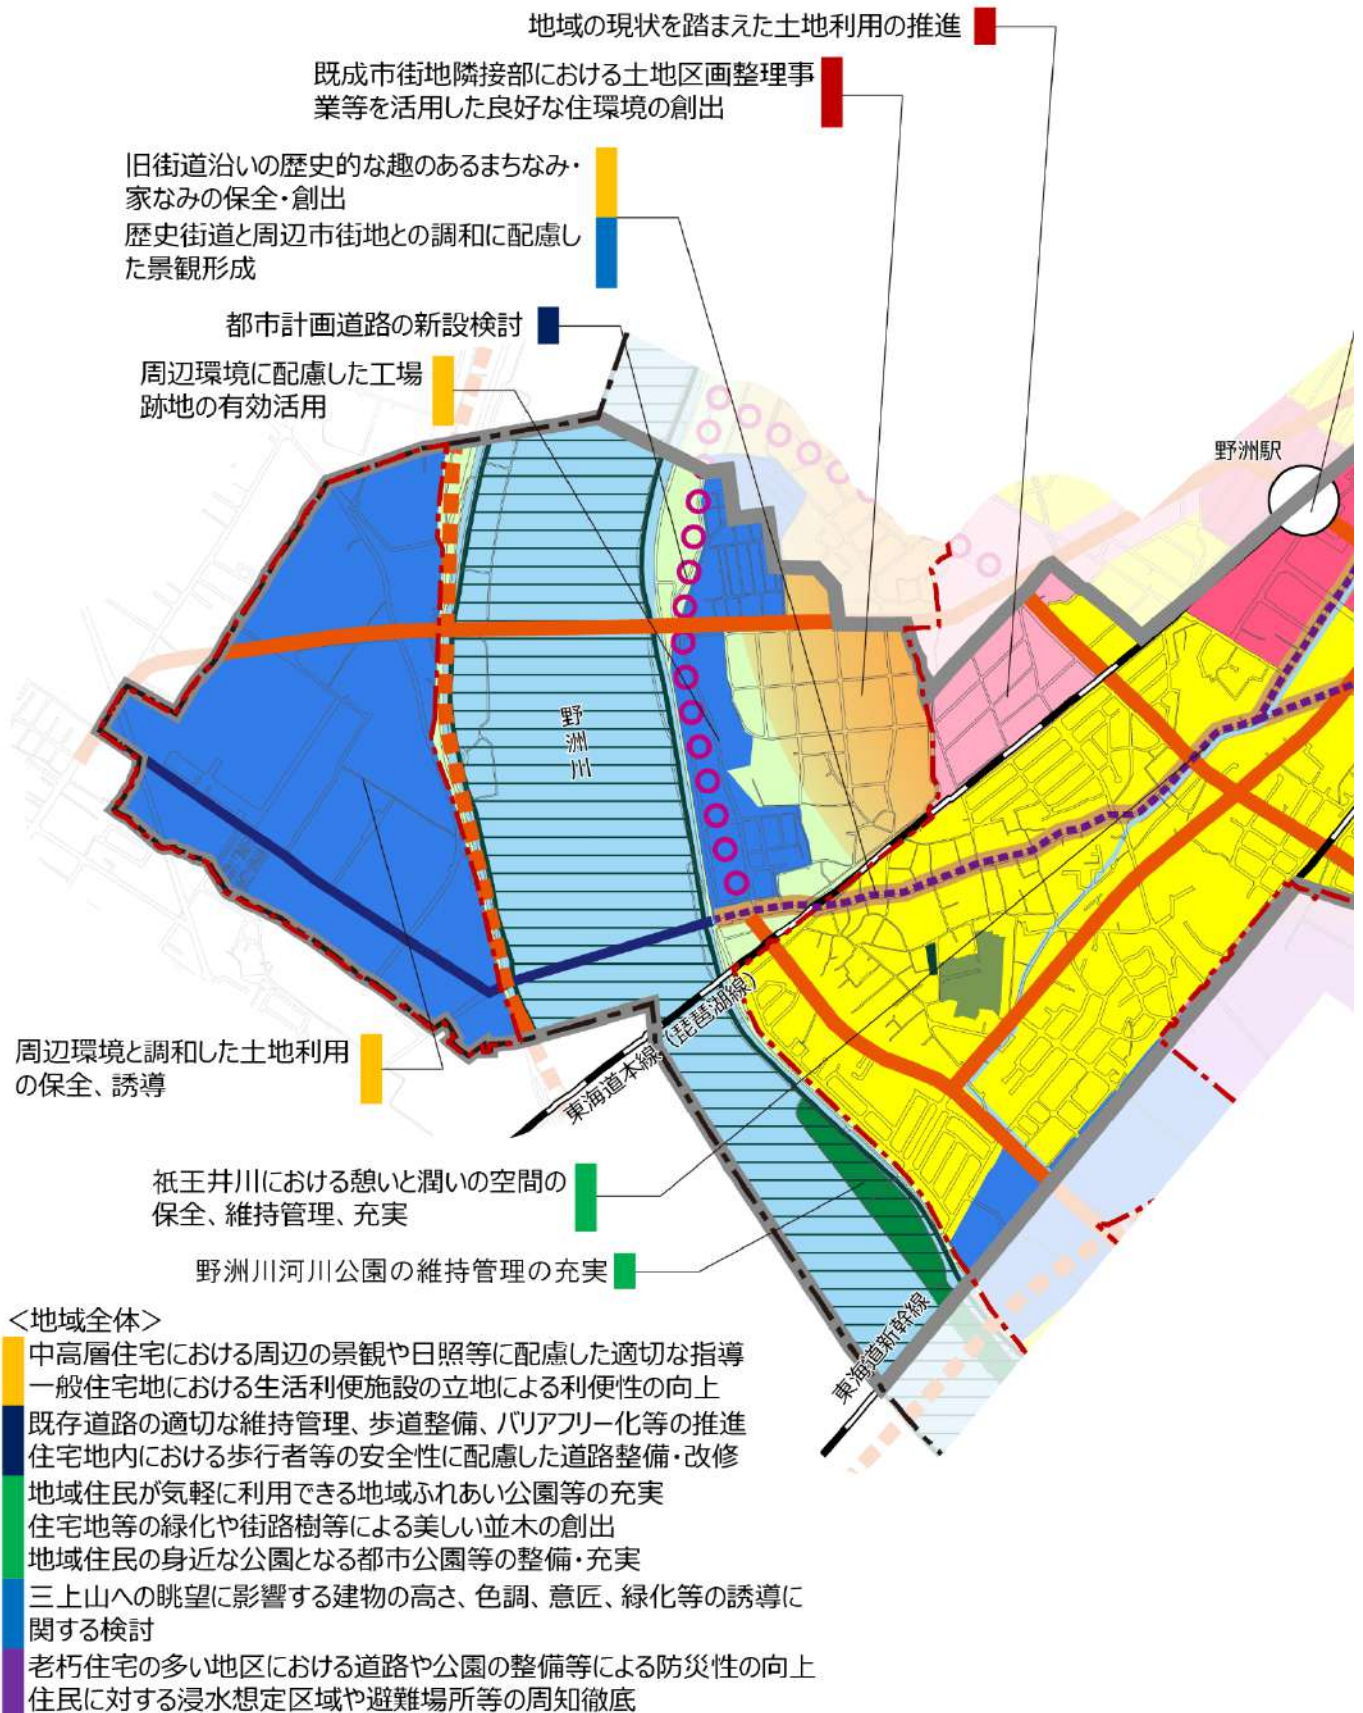 地域の現状を踏まえた土地利用の推進
既成市街地隣接部における土地区画整理事
業等を活用した良好な住環境の創出
旧街道沿いの歴史的な趣のあるまちなみ・
家なみの保全・創出
歴史街道と周辺市街地との調和に配慮し
た景観形成
都市計画道路の新設検討
周辺環境に配慮した工場
跡地の有効活用
野洲駅
野洲川
周辺環境と調和した土地利用
の保全、誘導
東海道本線（琵琶湖線）
祇王井川における憩いと潤いの空間の
保全、維持管理、充実
野洲川河川公園の維持管理の充実
東海道新幹線
＜地域全体＞
中高層住宅における周辺の景観や日照等に配慮した適切な指導
一般住宅地における生活利便施設の立地による利便性の向上
既存道路の適切な維持管理、歩道整備、バリアフリー化等の推進
住宅地内における歩行者等の安全性に配慮した道路整備・改修
地域住民が気軽に利用できる地域ふれあい公園等の充実
住宅地等の緑化や街路樹等による美しい並木の創出
地域住民の身近な公園となる都市公園等の整備・充実
三上山への眺望に影響する建物の高さ、色調、意匠、緑化等の誘導に
関する検討
老朽住宅の多い地区における道路や公園の整備等による防災性の向上
住民に対する浸水想定区域や避難場所等の周知徹底